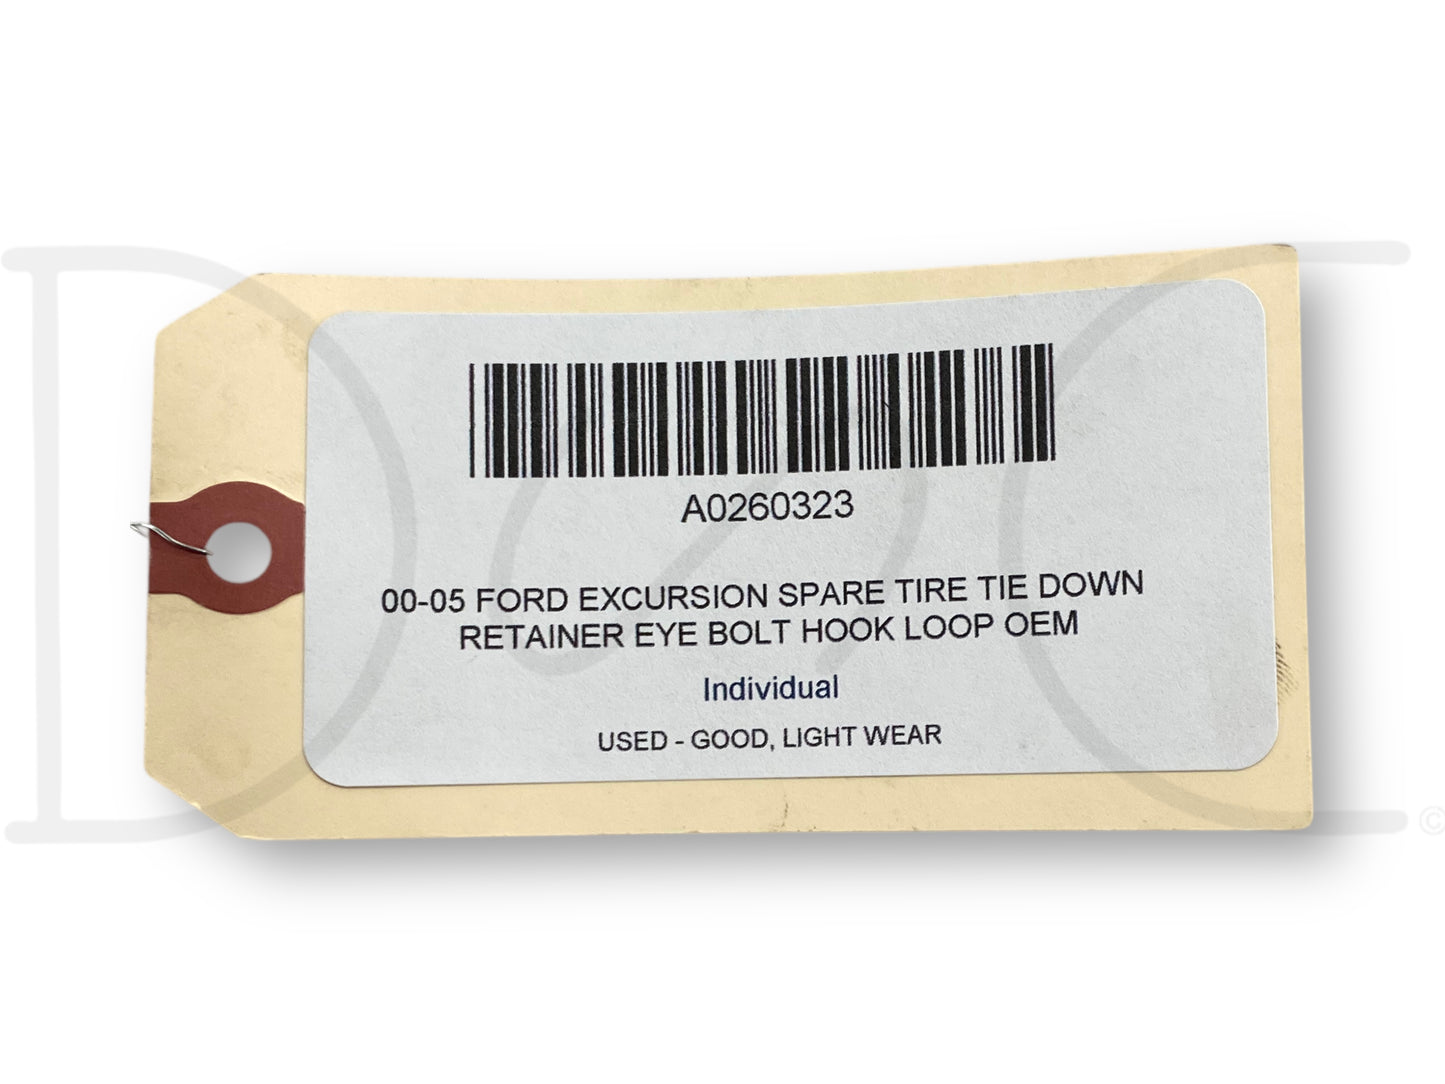 A0260323
00-05 FORD EXCURSION SPARE TIRE TIE DOWN
RETAINER EYE BOLT HOOK LOOP OEM
Individual
USED - GOOD, LIGHT WEAR
©